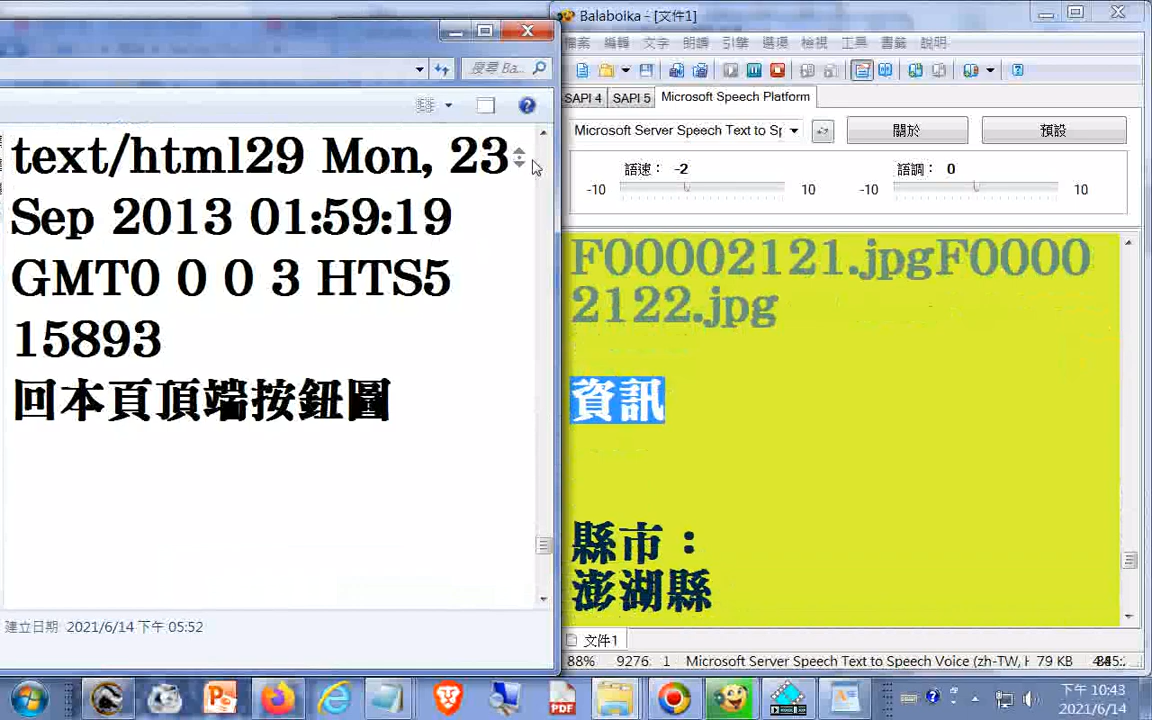 搜尋 Ba...
text/html29 Mon, 23
Sep 2013 01:59:19
GMT0 0 0 3 HTS5
15893
回本頁頂端按鈕圖
建立日期: 2021/6/14 下午 05:52
Balaboika - [文件1]
檔案 編輯 文字 朗讀 引擎 選項 檢視 工具 書籤 說明
SAPI 4 SAPI 5 Microsoft Speech Platform
Microsoft Server Speech Text to Sp 關於 預設
語速: -2 語調: 0
-10 10 -10 10
F00002121.jpgF0000
2122.jpg
資訊
縣市：
澎湖縣
文件1
88% 9276 1 Microsoft Server Speech Text to Speech Voice (zh-TW, H 79 KB
下午 10:43
2021/6/14